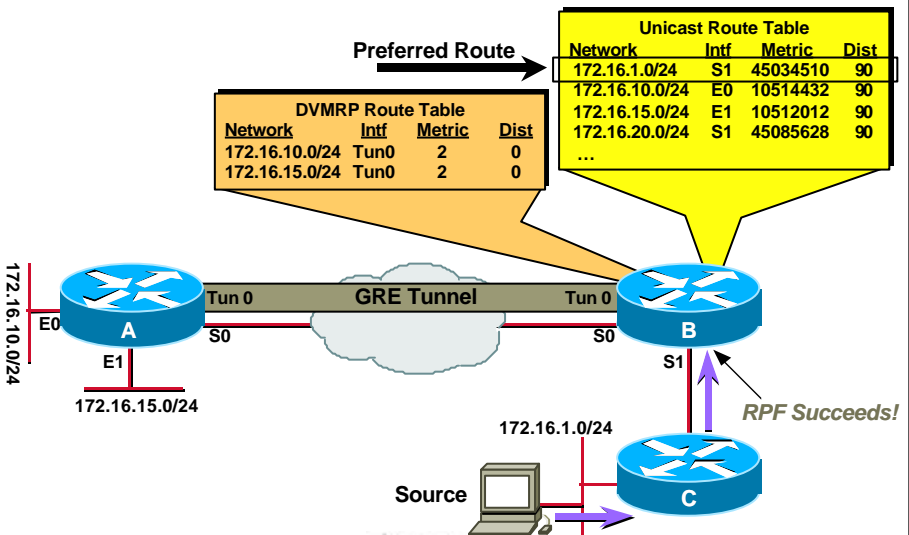 Unicast Route Table
Network Intf Metric Dist
172.16.1.0/24 S1 45034510 90
172.16.10.0/24 E0 10514432 90
172.16.15.0/24 E1 10512012 90
172.16.20.0/24 S1 45085628 90
…
Preferred Route
DVMRP Route Table
Network Intf Metric Dist
172.16.10.0/24 Tun0 2 0
172.16.15.0/24 Tun0 2 0
172.16.10.0/24
E0
A
Tun 0
GRE Tunnel
Tun 0
B
S0
S0
E1
S1
172.16.15.0/24
RPF Succeeds!
172.16.1.0/24
Source
C